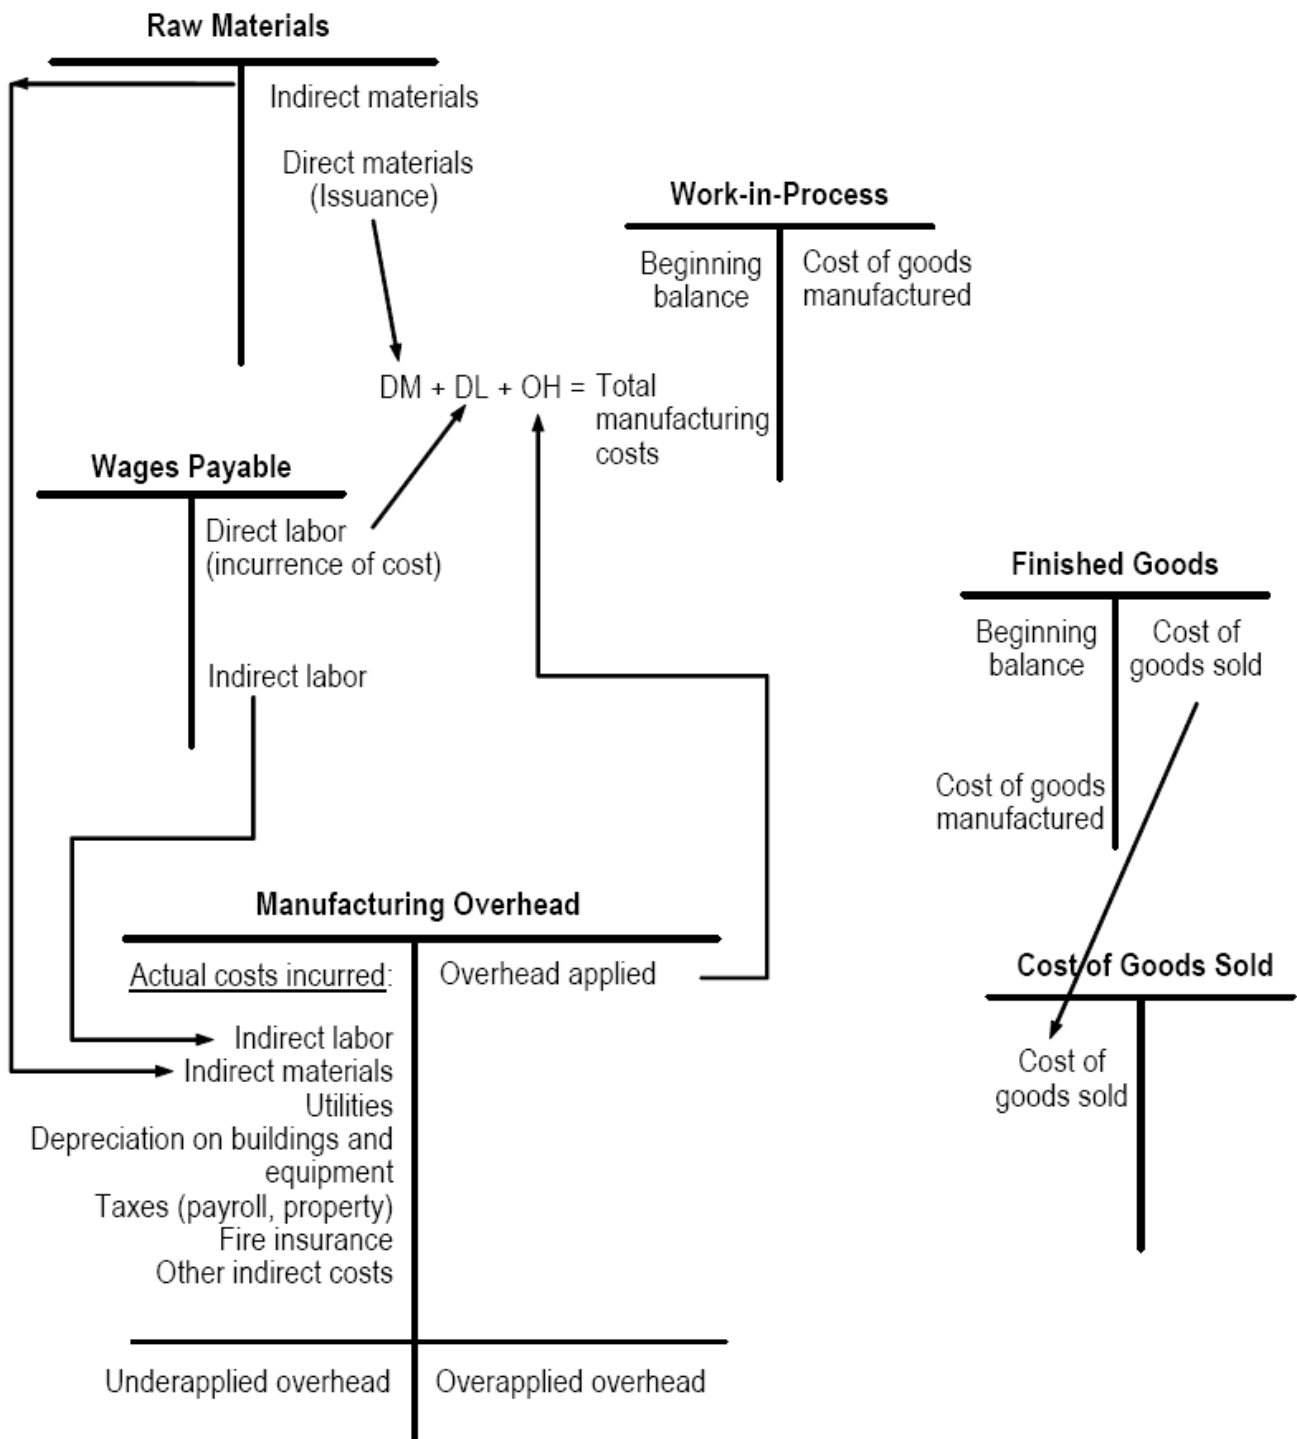 Raw Materials
Indirect materials
Direct materials
(Issuance)
Work-in-Process
Beginning
balance
Cost of goods
manufactured
DM + DL + OH = Total
manufacturing
costs
Wages Payable
Direct labor
(incurrence of cost)
Indirect labor
Finished Goods
Beginning
balance
Cost of
goods sold
Cost of goods
manufactured
Manufacturing Overhead
Actual costs incurred:
Overhead applied
Indirect labor
Indirect materials
Utilities
Depreciation on buildings and
equipment
Taxes (payroll, property)
Fire insurance
Other indirect costs
Underapplied overhead
Overapplied overhead
Cost of Goods Sold
Cost of
goods sold